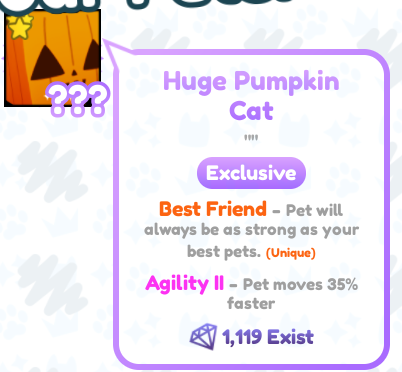 ???
Huge Pumpkin
Cat
""
Exclusive
Best Friend – Pet will
always be as strong as your
best pets. (Unique)
Agility II – Pet moves 35%
faster
1,119 Exist